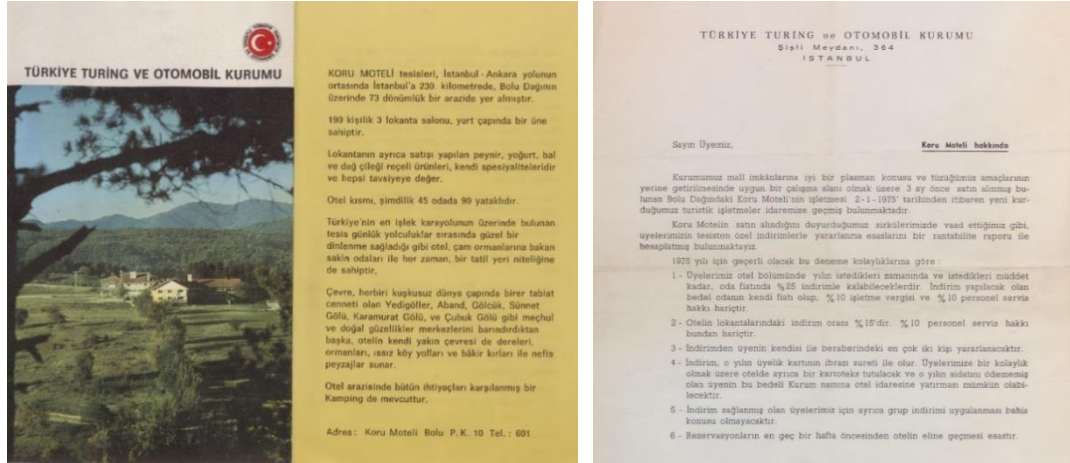 TÜRKİYE TURİNG VE OTOMOBİL KURUMU
KORU MOTELİ tesisleri, İstanbul - Ankara yolunun
ortasında İstanbul'a 230. kilometrede, Bolu Dağının
üzerinde 73 dönümlük bir arazide yer almıştır.
190 kişilik 3 lokanta salonu, yurt çapında bir üne
sahiptir.
Lokantanın ayrıca satışı yapılan peynir, yoğurt, bal
ve dağ çileği reçeli ürünleri, kendi spesiyaliteleridir
ve hepsi tavsiyeye değer.
Otel kısmı, şimdilik 45 odada 90 yataklıdır.
Türkiye'nin en işlek karayolunun üzerinde bulunan
tesis günlük yolculuklar sırasında güzel bir
dinlenme sağladığı gibi otel, çam ormanlarına bakan
sakin odaları ile her zaman, bir tatil yeri niteliğine
de sahiptir.
Çevre, herbiri kuşkusuz dünya çapında birer tabiat
cenneti olan Yedigöller, Aband, Gölcük, Sünnet
Gölü, Karamurat Gölü, ve Çubuk Gölü gibi meçhul
ve doğal güzellikler merkezlerini barındırdıktan
başka, otelin kendi yakın çevresi de dereleri,
ormanları, ıssız köy yolları ve bâkir kırları ile nefis
peyzajlar sunar.
Otel arazisinde bütün ihtiyaçları karşılanmış bir
Kamping de mevcuttur.
Adres : Koru Moteli Bolu P. K. 10 Tel. : 601
TÜRKİYE TURİNG ve OTOMOBİL KURUMU
Şişli Meydanı, 364
İSTANBUL
Sayın Üyemiz,
Koru Moteli hakkında
Kurumumuz mali imkânlarına iyi bir plasman konusu ve tüzüğümüz amaçlarının
yerine getirilmesinde uygun bir çalışma alanı olmak üzere 3 ay önce satın alınmış bu-
lunan Bolu Dağındaki Koru Moteli'nin işletmesi 2-1-1975' tarihinden itibaren yeni kur-
duğumuz turistik işletmeler idaremize geçmiş bulunmaktadır.
Koru Motelin satın alındığını duyurduğumuz sirkülerimizde vaad ettiğimiz gibi,
üyelerimizin tesisten özel indirimlerle yararlanma esaslarını bir rantabilite raporu ile
hesaplatmış bulunmaktayız.
1975 yılı için geçerli olacak bu deneme kolaylıklarına göre :
1 - Üyelerimiz otel bölümünde yılın istedikleri zamanında ve istedikleri müddet
kadar, oda fiatında %25 indirimle kalabileceklerdir. İndirim yapılacak olan
bedel odanın kendi fiatı olup, %10 işletme vergisi ve %10 personel servis
hakkı hariçtir.
2 - Otelin lokantalarındaki indirim oranı %15'dir. %10 personel servis hakkı
bundan hariçtir.
3 - İndirimden üyenin kendisi ile beraberindeki en çok iki kişi yararlanacaktır.
4 - İndirim, o yılın üyelik kartının ibrazı sureti ile olur. Üyelerimize bir kolaylık
olmak üzere otelde ayrıca bir kartoteks tutulacak ve o yılın aidatını ödememiş
olan üyenin bu bedeli Kurum namına otel idaresine yatırması mümkün olabi-
lecektir.
5 - İndirim sağlanmış olan üyelerimiz için ayrıca grup indirimi uygulanması bahis
konusu olmayacaktır.
6 - Rezervasyonların en geç bir hafta öncesinden otelin eline geçmesi esastır.